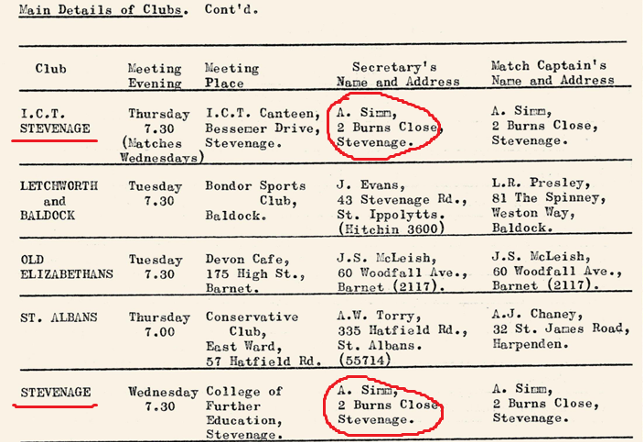 Main Details of Clubs. Cont'd.
Club Meeting Evening Meeting Place Secretary's Name and Address Match Captain's Name and Address
I.C.T. Thursday I.C.T. Canteen, A. Simm, A. Simm,
STEVENAGE 7.30 Bessemer Drive, 2 Burns Close, 2 Burns Close,
(Matches Stevenage. Stevenage. Stevenage.
Wednesdays)
LETCHWORTH Tuesday Bondor Sports J. Evans, L.R. Presley,
and 7.30 Club, 43 Stevenage Rd., 81 The Spinney,
BALDOCK Baldock. St. Ippolytts. Weston Way,
(Hitchin 3600) Baldock.
OLD Tuesday Devon Cafe, J.S. McLeish, J.S. McLeish,
ELIZABETHANS 7.30 175 High St., 60 Woodfall Ave., 60 Woodfall Ave.,
Barnet. Barnet (2117). Barnet (2117).
ST. ALBANS Thursday Conservative A.W. Torry, A.J. Chaney,
7.00 Club, 335 Hatfield Rd., 32 St. James Road,
East Ward, St. Albans. Harpenden.
57 Hatfield Rd. (55714)
STEVENAGE Wednesday College of A. Simm, A. Simm,
7.30 Further 2 Burns Close 2 Burns Close,
Education, Stevenage. Stevenage.
Stevenage.